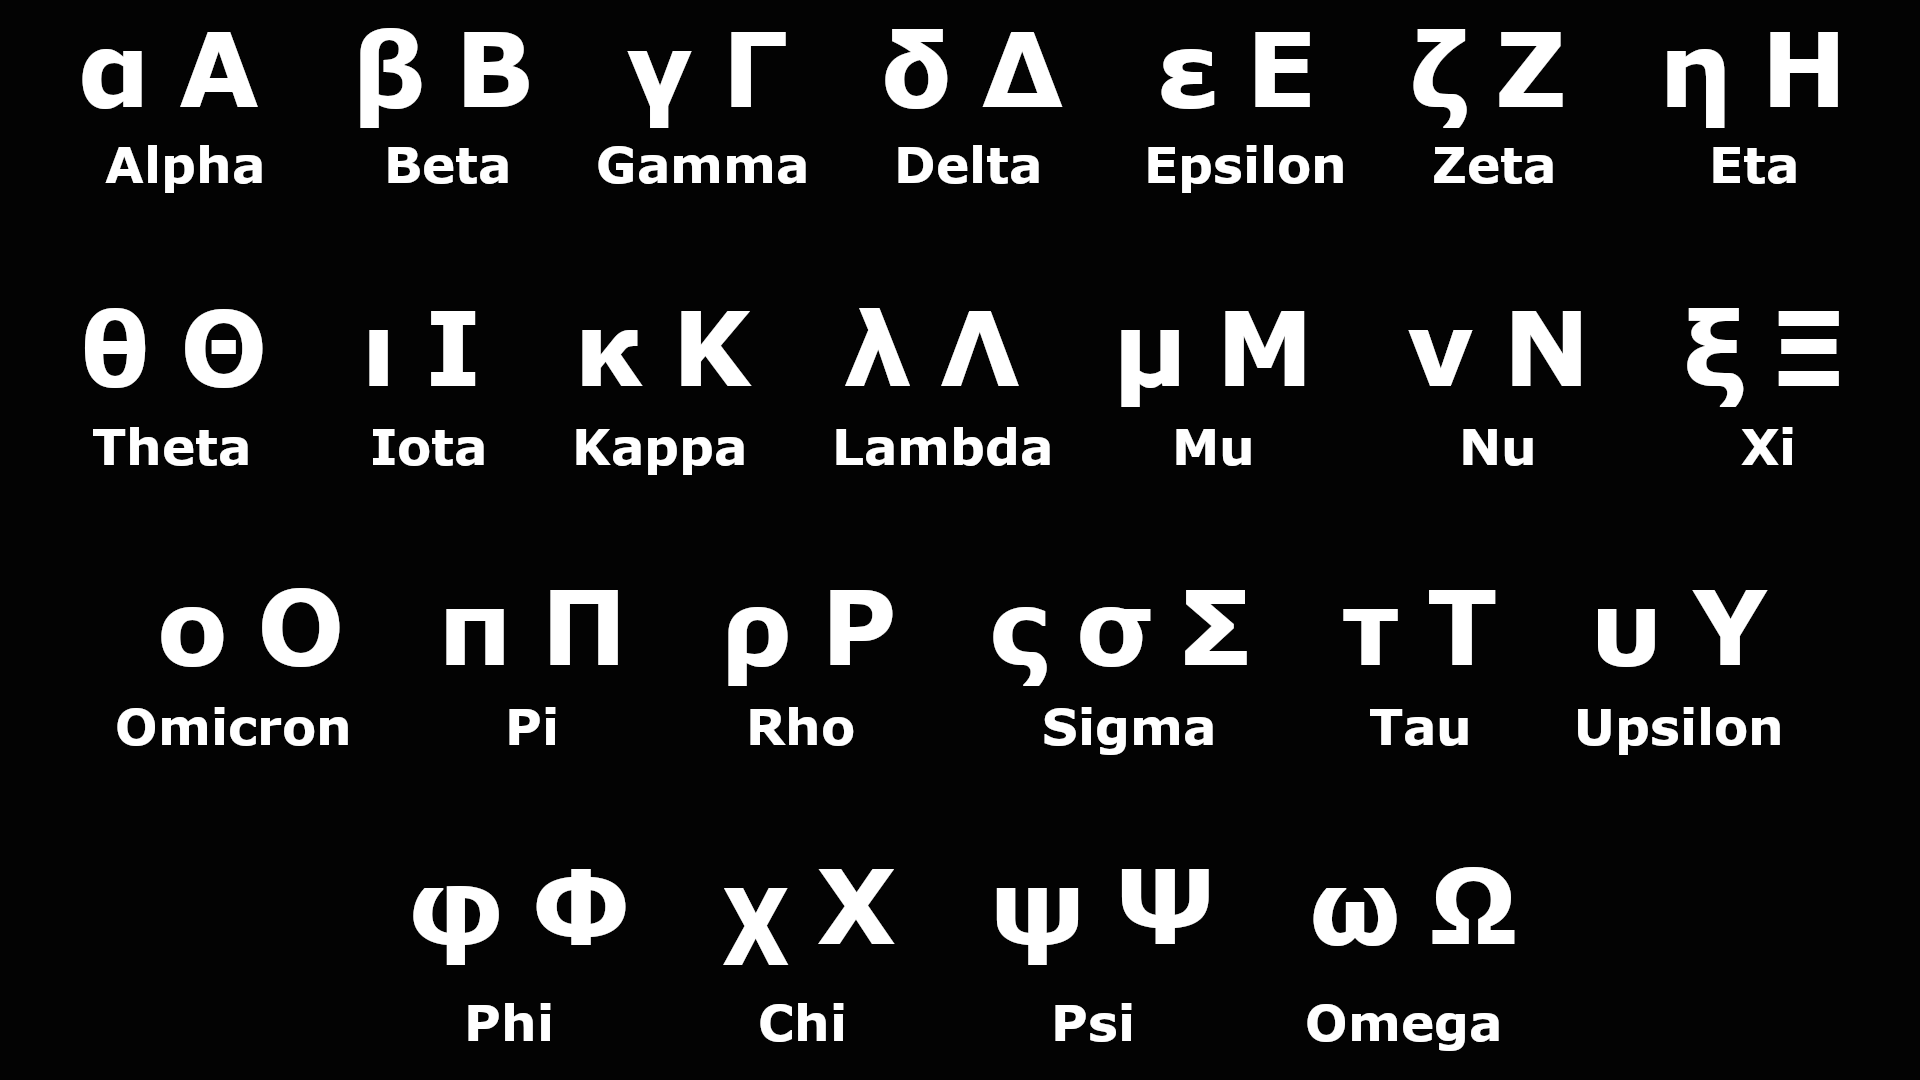 α Α β Β γ Γ δ Δ ε Ε ζ Ζ η Η
Alpha Beta Gamma Delta Epsilon Zeta Eta
θ Θ ι Ι κ Κ λ Λ μ Μ ν Ν ξ Ξ
Theta Iota Kappa Lambda Mu Nu Xi
ο Ο π Π ρ Ρ ς σ Σ τ Τ υ Υ
Omicron Pi Rho Sigma Tau Upsilon
φ Φ χ Χ ψ Ψ ω Ω
Phi Chi Psi Omega